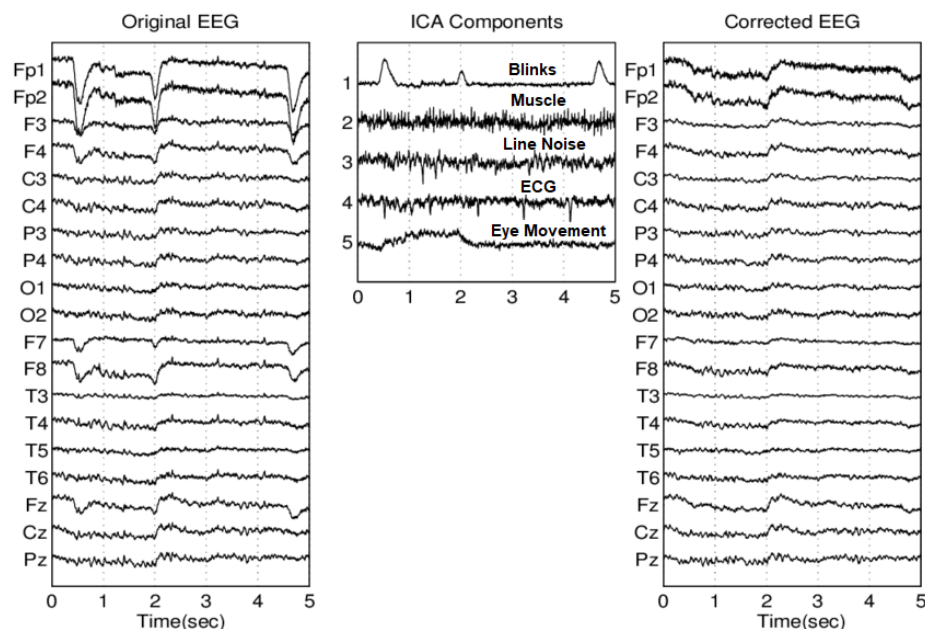 Original EEG
Fp1
Fp2
F3
F4
C3
C4
P3
P4
O1
O2
F7
F8
T3
T4
T5
T6
Fz
Cz
Pz
0 1 2 3 4 5
Time(sec)
ICA Components
1 Blinks
Muscle
2
Line Noise
3
ECG
4
Eye Movement
5
0 1 2 3 4 5
Corrected EEG
Fp1
Fp2
F3
F4
C3
C4
P3
P4
O1
O2
F7
F8
T3
T4
T5
T6
Fz
Cz
Pz
0 1 2 3 4 5
Time(sec)